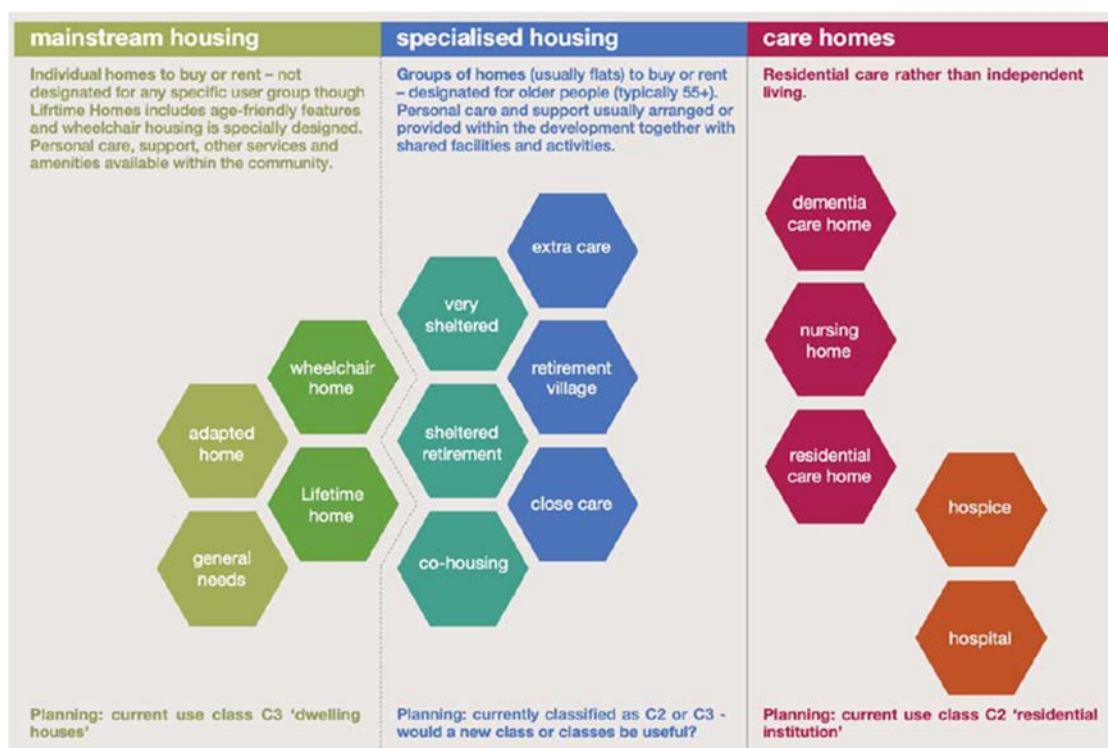 mainstream housing
Individual homes to buy or rent – not
designated for any specific user group though
Lifrtime Homes includes age-friendly features
and wheelchair housing is specially designed.
Personal care, support, other services and
amenities available within the community.
wheelchair
home
adapted
home
Lifetime
home
general
needs
Planning: current use class C3 ‘dwelling
houses’
specialised housing
Groups of homes (usually flats) to buy or rent
– designated for older people (typically 55+).
Personal care and support usually arranged or
provided within the development together with
shared facilities and activities.
extra care
very
sheltered
retirement
village
sheltered
retirement
close care
co-housing
Planning: currently classified as C2 or C3 -
would a new class or classes be useful?
care homes
Residential care rather than independent
living.
dementia
care home
nursing
home
residential
care home
hospice
hospital
Planning: current use class C2 ‘residential
institution’